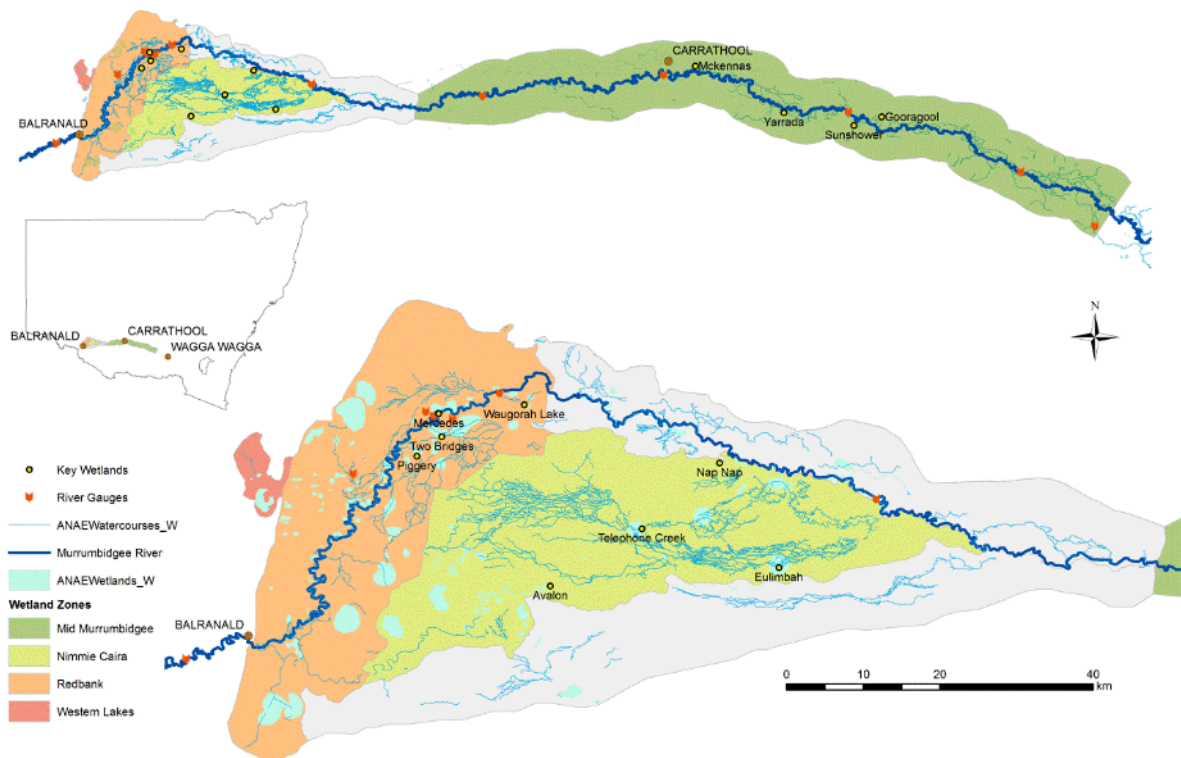 CARRATHOOL
Mckennas
BALRANALD
Yarrada
Gooragool
Sunshower
BALRANALD
CARRATHOOL
WAGGA WAGGA
N
Waugorah Lake
Mercedes
Two Bridges
Piggery
Nap Nap
Telephone Creek
Eulimbah
Avalon
BALRANALD
Key Wetlands
River Gauges
ANAEWatercourses_W
Murrumbidgee River
ANAEWetlands_W
Wetland Zones
Mid Murrumbidgee
Nimmie Caira
Redbank
Western Lakes
0 10 20 40
km